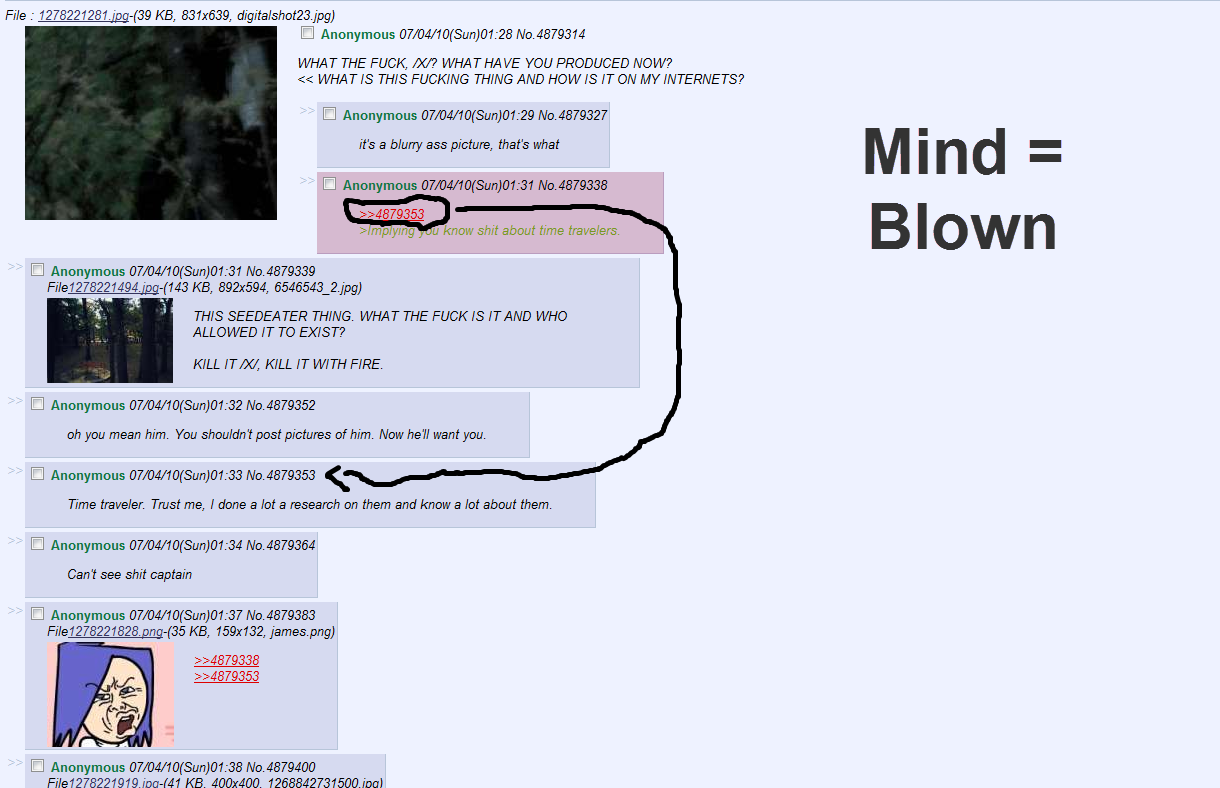 File : 1278221281.jpg-(39 KB, 831x639, digitalshot23.jpg)
Anonymous 07/04/10(Sun)01:28 No.4879314
WHAT THE FUCK, /X/? WHAT HAVE YOU PRODUCED NOW?
<< WHAT IS THIS FUCKING THING AND HOW IS IT ON MY INTERNETS?
>> Anonymous 07/04/10(Sun)01:29 No.4879327
it's a blurry ass picture, that's what
>> Anonymous 07/04/10(Sun)01:31 No.4879338
>>4879353
>Implying you know shit about time travelers.
Mind =
Blown
>> Anonymous 07/04/10(Sun)01:31 No.4879339
File1278221494.jpg-(143 KB, 892x594, 6546543_2.jpg)
THIS SEEDEATER THING. WHAT THE FUCK IS IT AND WHO
ALLOWED IT TO EXIST?
KILL IT /X/, KILL IT WITH FIRE.
>> Anonymous 07/04/10(Sun)01:32 No.4879352
oh you mean him. You shouldn't post pictures of him. Now he'll want you.
>> Anonymous 07/04/10(Sun)01:33 No.4879353
Time traveler. Trust me, I done a lot a research on them and know a lot about them.
>> Anonymous 07/04/10(Sun)01:34 No.4879364
Can't see shit captain
>> Anonymous 07/04/10(Sun)01:37 No.4879383
File1278221828.png-(35 KB, 159x132, james.png)
>>4879338
>>4879353
>> Anonymous 07/04/10(Sun)01:38 No.4879400
File1278221919.jpg-(41 KB, 400x400, 1268842731500.jpg)